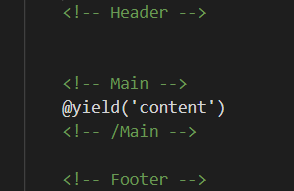 <!-- Header -->
<!-- Main -->
@yield('content')
<!-- /Main -->
<!-- Footer -->